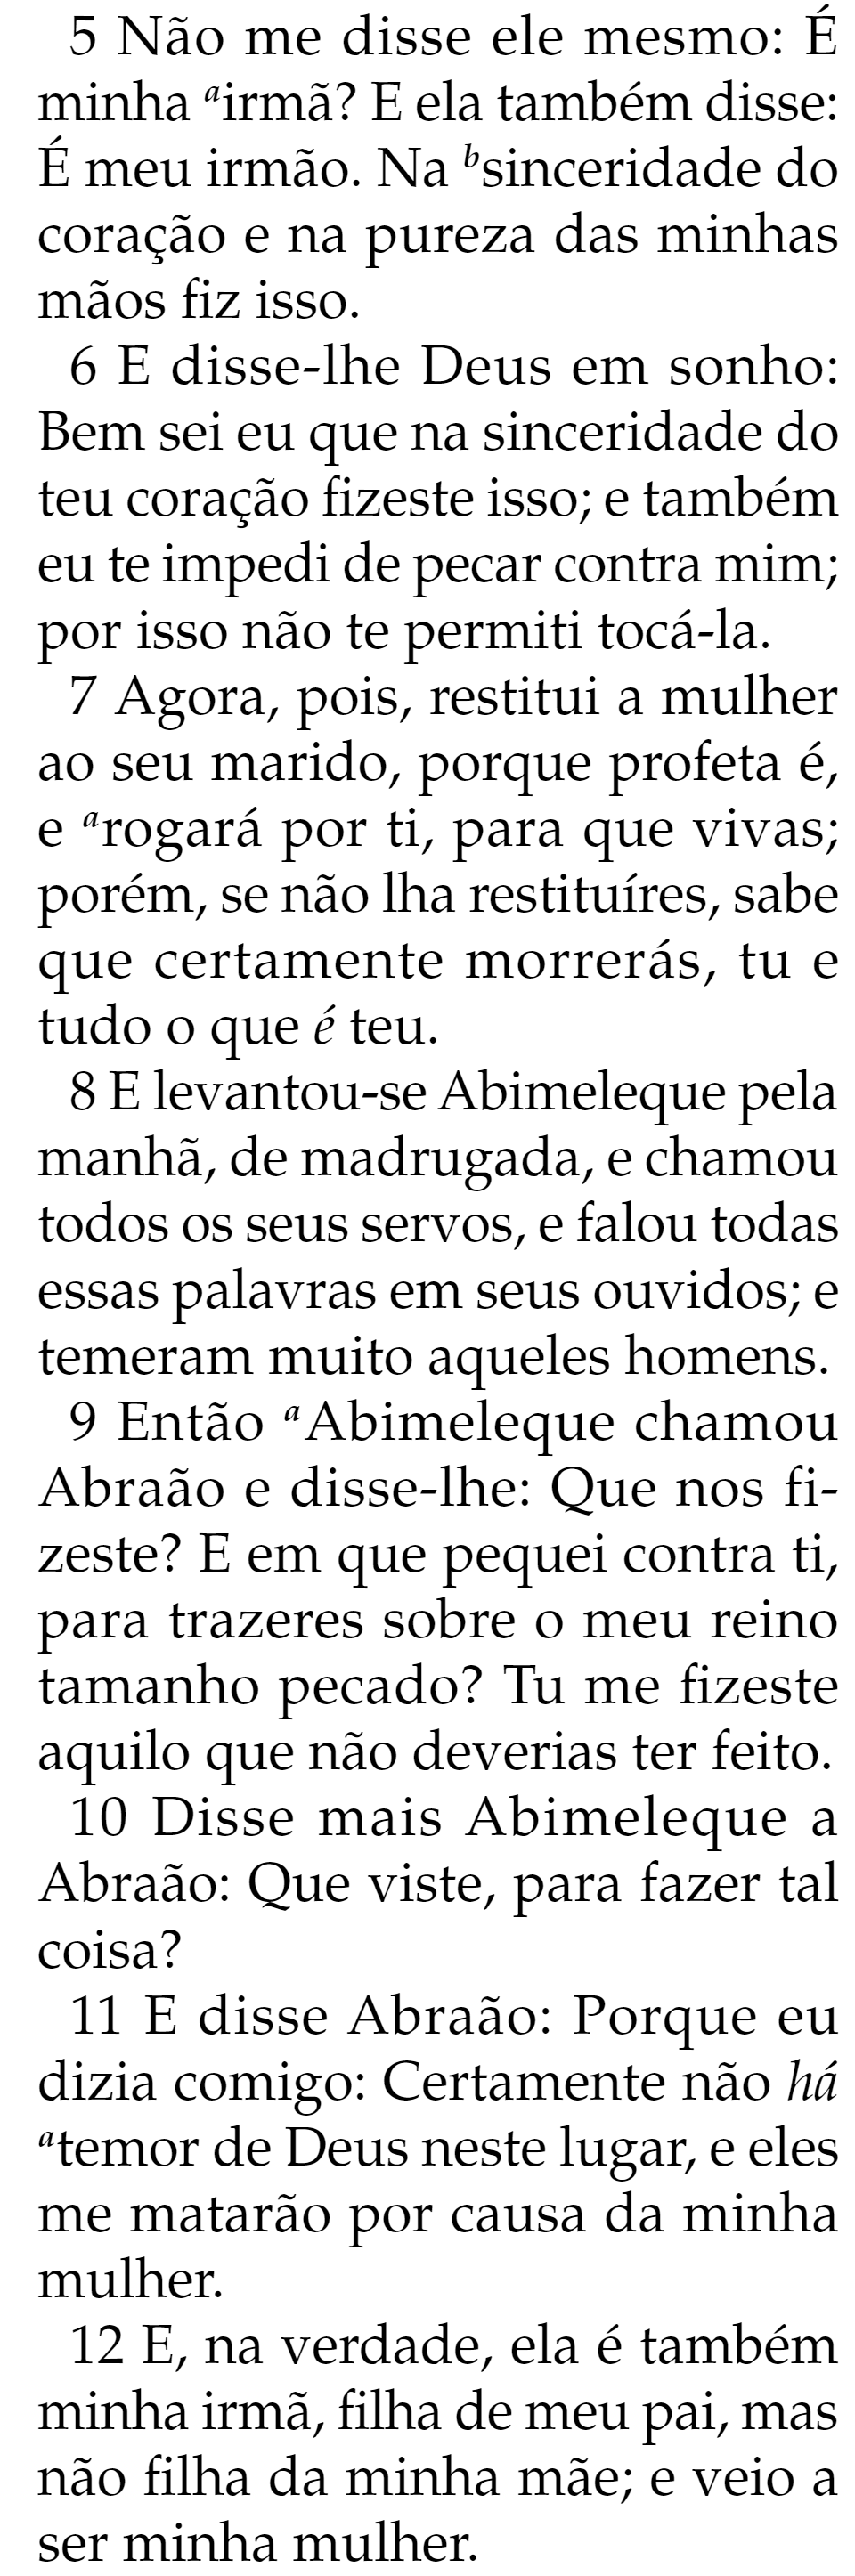 5 Não me disse ele mesmo: É
minha ᵃirmã? E ela também disse:
É meu irmão. Na ᵇsinceridade do
coração e na pureza das minhas
mãos fiz isso.
6 E disse-lhe Deus em sonho:
Bem sei eu que na sinceridade do
teu coração fizeste isso; e também
eu te impedi de pecar contra mim;
por isso não te permiti tocá-la.
7 Agora, pois, restitui a mulher
ao seu marido, porque profeta é,
e ᵃrogará por ti, para que vivas;
porém, se não lha restituíres, sabe
que certamente morrerás, tu e
tudo o que é teu.
8 E levantou-se Abimeleque pela
manhã, de madrugada, e chamou
todos os seus servos, e falou todas
essas palavras em seus ouvidos; e
temeram muito aqueles homens.
9 Então ᵃAbimeleque chamou
Abraão e disse-lhe: Que nos fi-
zeste? E em que pequei contra ti,
para trazeres sobre o meu reino
tamanho pecado? Tu me fizeste
aquilo que não deverias ter feito.
10 Disse mais Abimeleque a
Abraão: Que viste, para fazer tal
coisa?
11 E disse Abraão: Porque eu
dizia comigo: Certamente não há
ᵃtemor de Deus neste lugar, e eles
me matarão por causa da minha
mulher.
12 E, na verdade, ela é também
minha irmã, filha de meu pai, mas
não filha da minha mãe; e veio a
ser minha mulher.